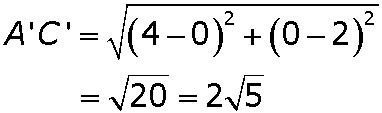 A'C' = √((4−0)² + (0−2)²)
= √20 = 2√5